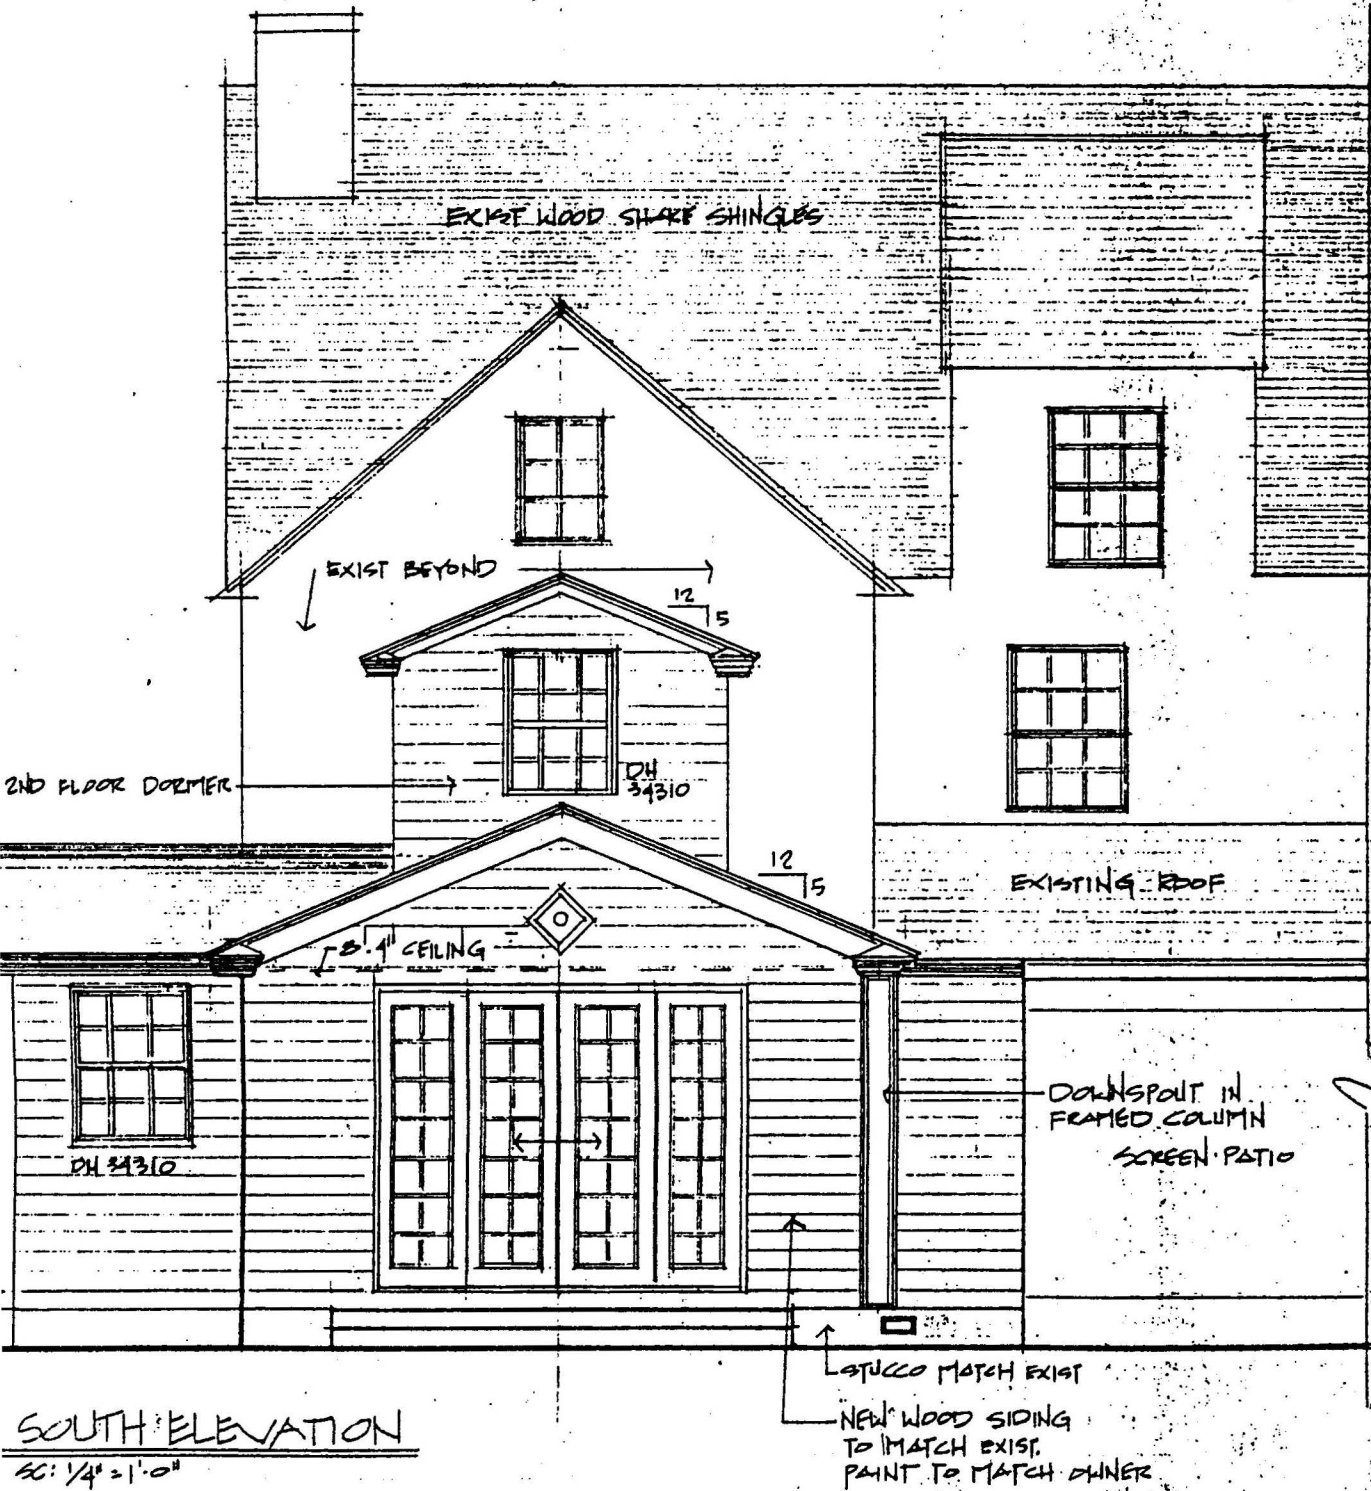 EXIST WOOD SHAKE SHINGLES
EXIST BEYOND
12
5
2ND FLOOR DORMER
DH
34310
12
5
EXISTING ROOF
8'.4" CEILING
DOWNSPOUT IN
FRAMED COLUMN
SCREEN PATIO
DH 34310
STUCCO MATCH EXIST
NEW WOOD SIDING
TO MATCH EXIST.
PAINT TO MATCH OWNER
SOUTH ELEVATION
SC: 1/4" = 1'-0"